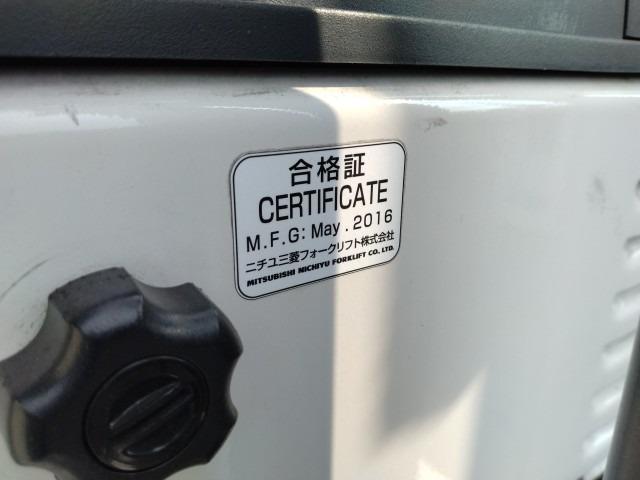 合格証
CERTIFICATE
M.F.G: May . 2016
ニチユ三菱フォークリフト株式会社
MITSUBISHI NICHIYU FORKLIFT CO., LTD.